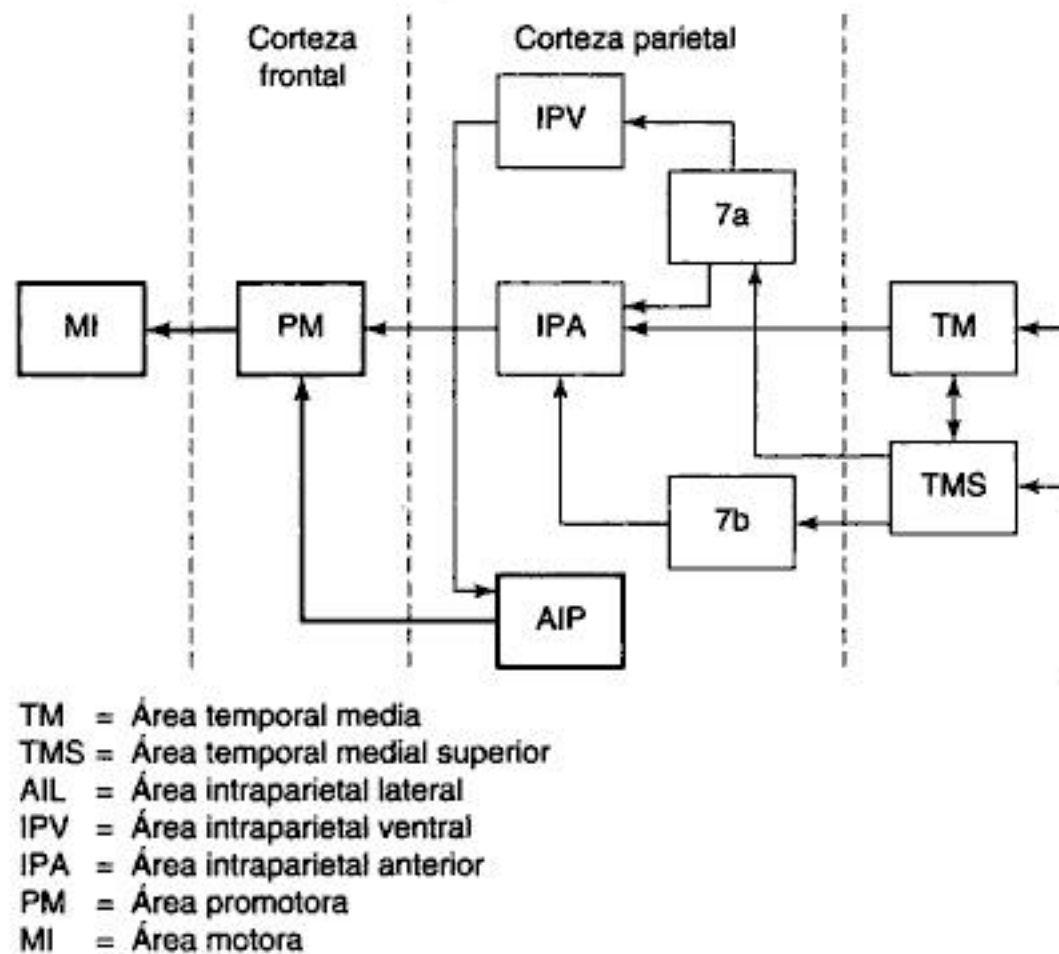 Corteza
frontal
Corteza parietal
IPV
7a
MI
PM
IPA
TM
TMS
7b
AIP
TM = Área temporal media
TMS = Área temporal medial superior
AIL = Área intraparietal lateral
IPV = Área intraparietal ventral
IPA = Área intraparietal anterior
PM = Área promotora
MI = Área motora